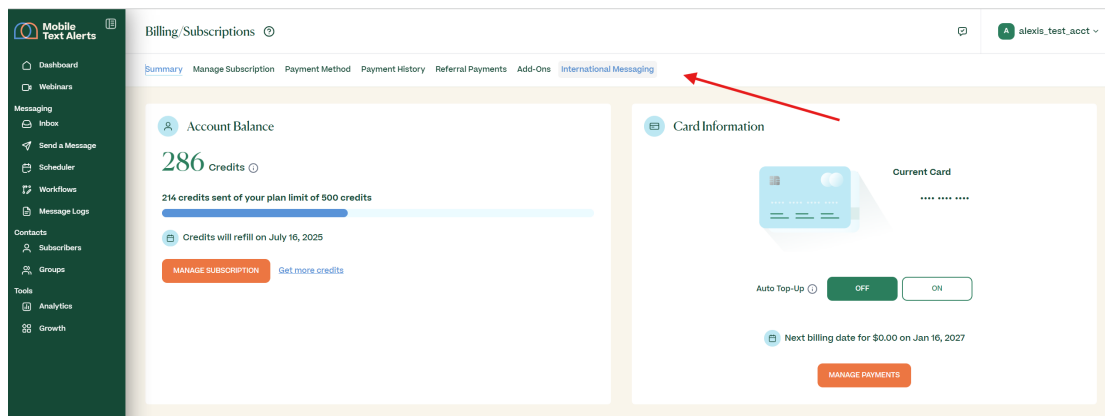 Mobile
Text Alerts
Dashboard
Webinars
Messaging
Inbox
Send a Message
Scheduler
Workflows
Message Logs
Contacts
Subscribers
Groups
Tools
Analytics
Growth
Billing/Subscriptions
A alexis_test_acct
Summary Manage Subscription Payment Method Payment History Referral Payments Add-Ons International Messaging
Account Balance
286 Credits
214 credits sent of your plan limit of 500 credits
Credits will refill on July 16, 2025
MANAGE SUBSCRIPTION Get more credits
Card Information
Current Card
•••• •••• ••••
Auto Top-Up OFF ON
Next billing date for $0.00 on Jan 16, 2027
MANAGE PAYMENTS